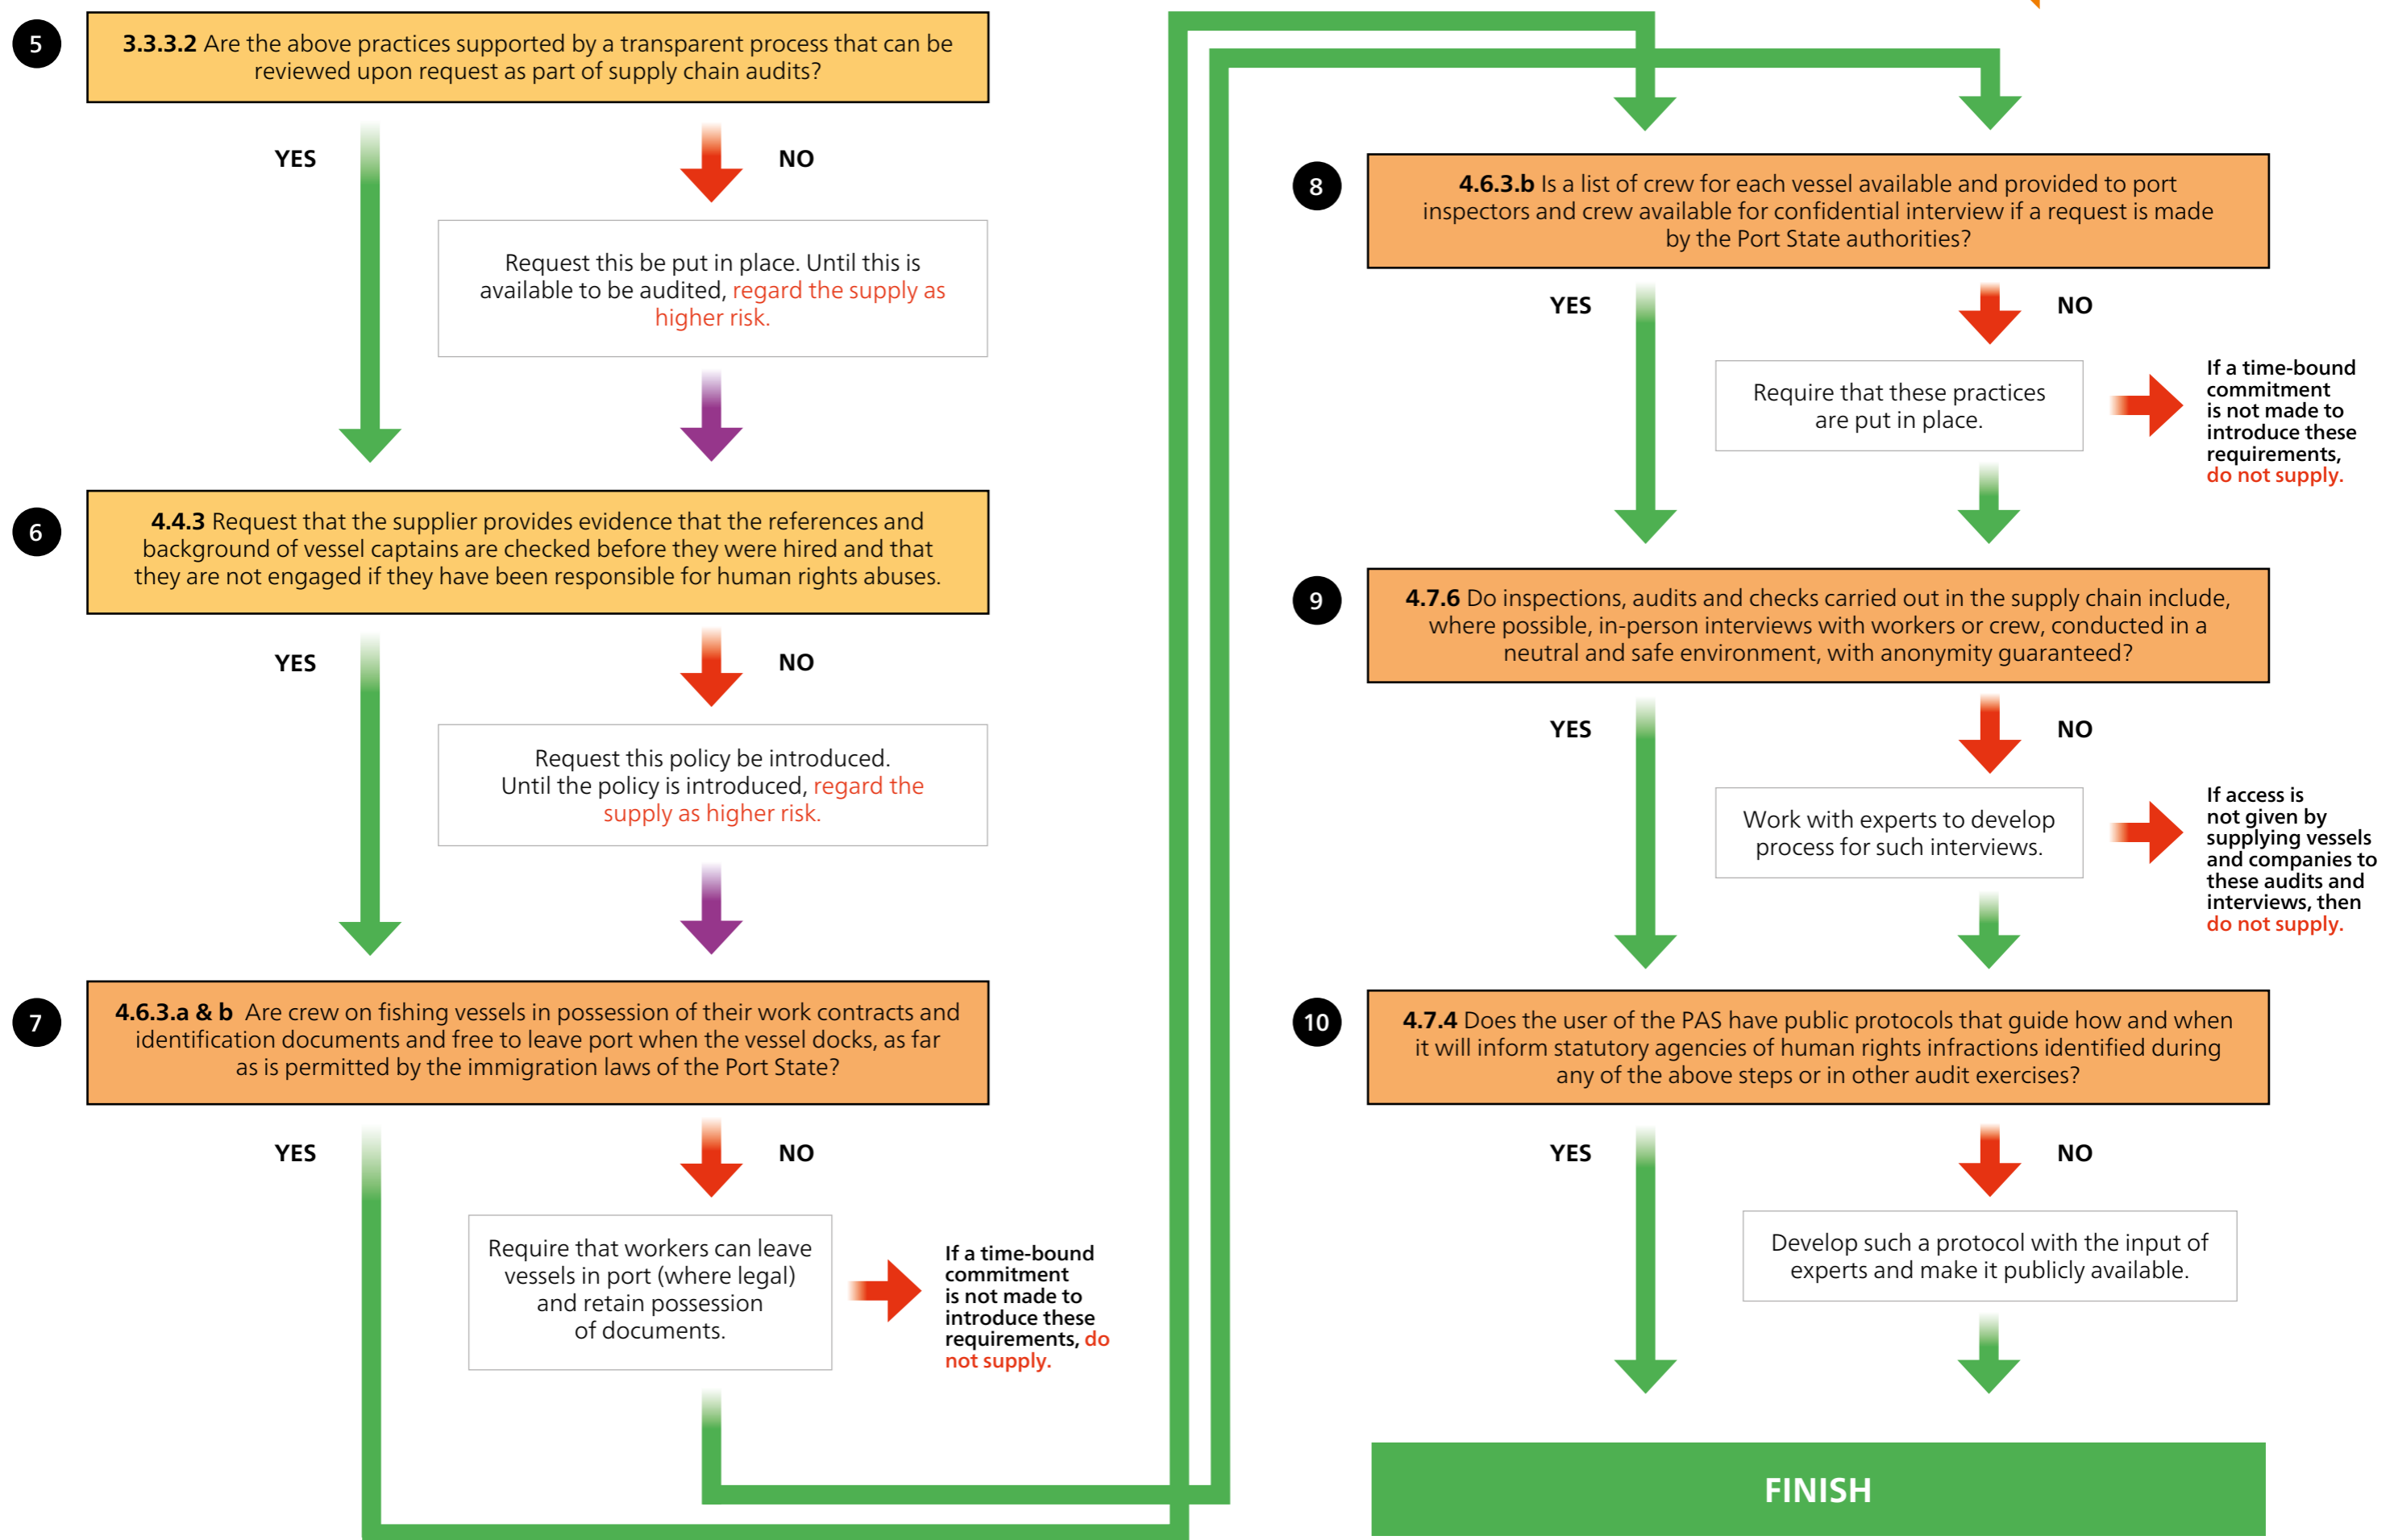 5
3.3.3.2 Are the above practices supported by a transparent process that can be
reviewed upon request as part of supply chain audits?
YES
NO
Request this be put in place. Until this is
available to be audited, regard the supply as
higher risk.
6
4.4.3 Request that the supplier provides evidence that the references and
background of vessel captains are checked before they were hired and that
they are not engaged if they have been responsible for human rights abuses.
YES
NO
Request this policy be introduced.
Until the policy is introduced, regard the
supply as higher risk.
7
4.6.3.a & b Are crew on fishing vessels in possession of their work contracts and
identification documents and free to leave port when the vessel docks, as far
as is permitted by the immigration laws of the Port State?
YES
NO
Require that workers can leave
vessels in port (where legal)
and retain possession
of documents.
If a time-bound
commitment
is not made to
introduce these
requirements, do
not supply.
8
4.6.3.b Is a list of crew for each vessel available and provided to port
inspectors and crew available for confidential interview if a request is made
by the Port State authorities?
YES
NO
Require that these practices
are put in place.
If a time-bound
commitment
is not made to
introduce these
requirements,
do not supply.
9
4.7.6 Do inspections, audits and checks carried out in the supply chain include,
where possible, in-person interviews with workers or crew, conducted in a
neutral and safe environment, with anonymity guaranteed?
YES
NO
Work with experts to develop
process for such interviews.
If access is
not given by
supplying vessels
and companies to
these audits and
interviews, then
do not supply.
10
4.7.4 Does the user of the PAS have public protocols that guide how and when
it will inform statutory agencies of human rights infractions identified during
any of the above steps or in other audit exercises?
YES
NO
Develop such a protocol with the input of
experts and make it publicly available.
FINISH